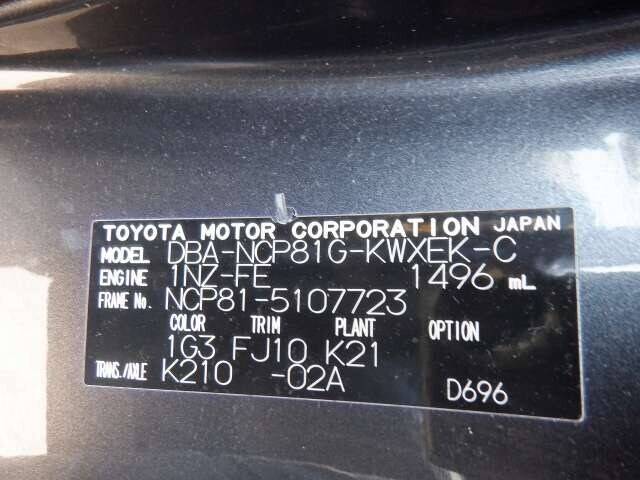 TOYOTA MOTOR CORPORATION JAPAN
MODEL DBA-NCP81G-KWXEK-C
ENGINE 1NZ-FE 1496 mL
FRAME No. NCP81-5107723
COLOR TRIM PLANT OPTION
1G3 FJ10 K21
TRANS./AXLE K210 -02A
D696